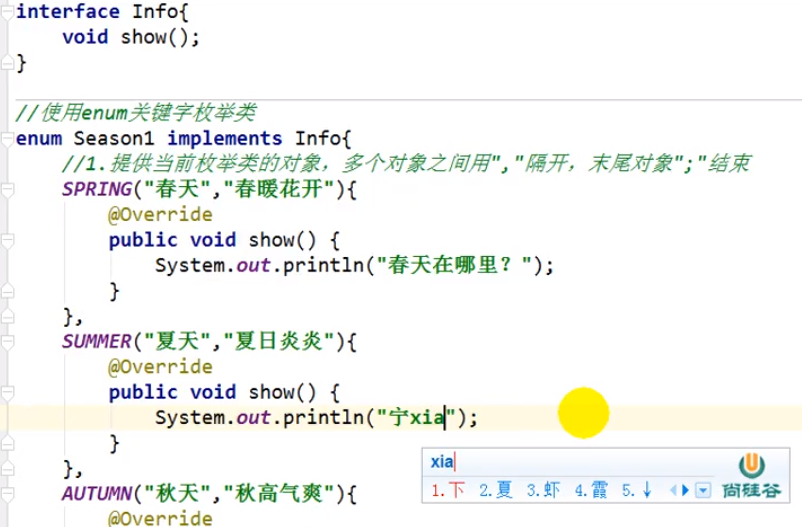 interface Info{
    void show();
}
//使用enum关键字枚举类
enum Season1 implements Info{
    //1.提供当前枚举类的对象，多个对象之间用","隔开，末尾对象";"结束
    SPRING("春天","春暖花开"){
        @Override
        public void show() {
            System.out.println("春天在哪里？");
        }
    },
    SUMMER("夏天","夏日炎炎"){
        @Override
        public void show() {
            System.out.println("宁xia");
        }
    },
    AUTUMN("秋天","秋高气爽"){
        @Override
xia
1.下 2.夏 3.虾 4.霞 5.↓
尚硅谷